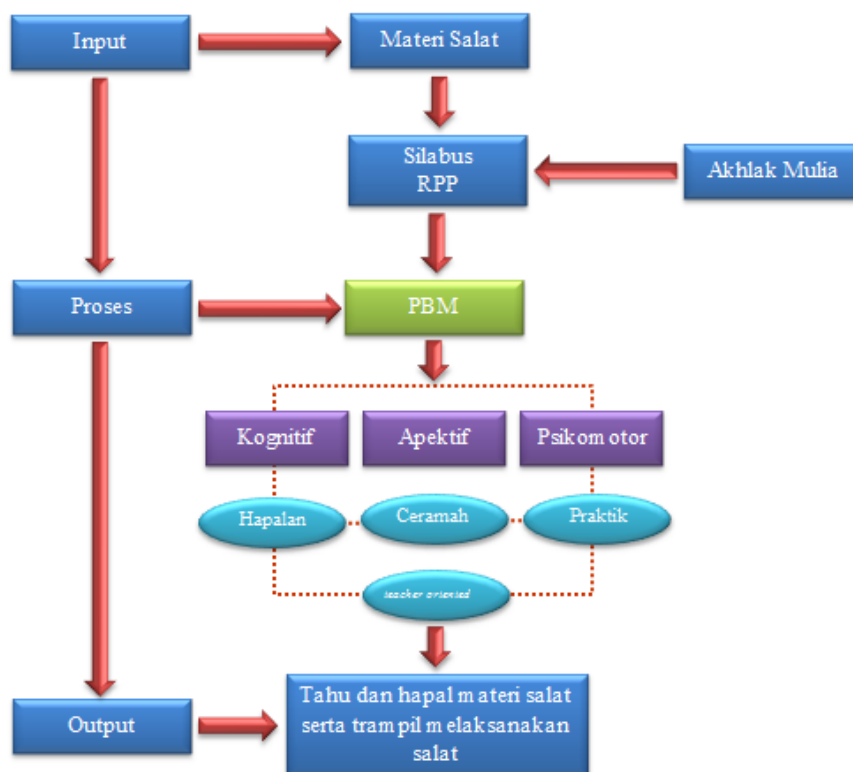 Input
Materi Salat
Silabus
RPP
Akhlak Mulia
Proses
PBM
Kognitif
Apektif
Psikomotor
Hapalan
Ceramah
Praktik
teacher oriented
Output
Tahu dan hapal materi salat
serta trampil melaksanakan
salat